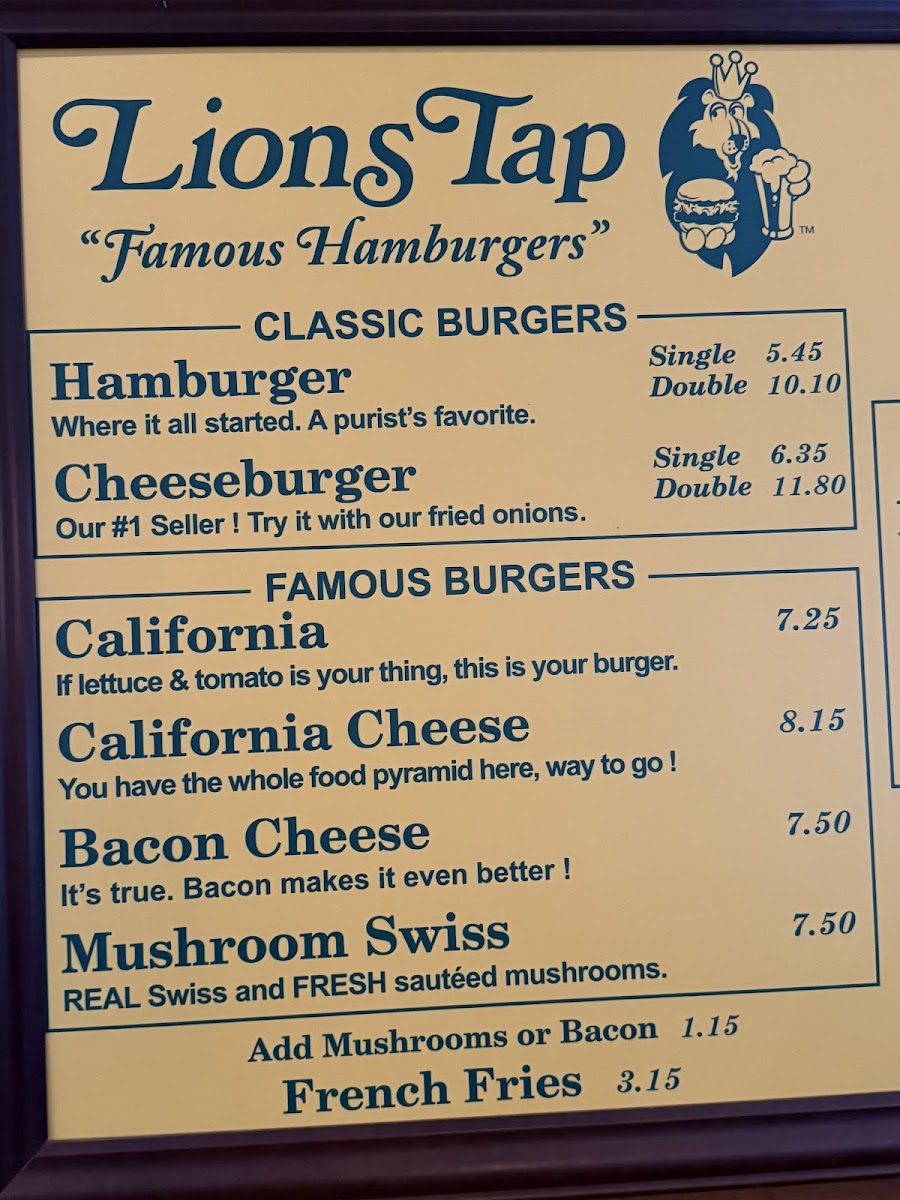 Lions Tap
"Famous Hamburgers"
TM
CLASSIC BURGERS
Hamburger Single 5.45
Double 10.10
Where it all started. A purist's favorite.
Cheeseburger Single 6.35
Double 11.80
Our #1 Seller ! Try it with our fried onions.
FAMOUS BURGERS
California 7.25
If lettuce & tomato is your thing, this is your burger.
California Cheese 8.15
You have the whole food pyramid here, way to go !
Bacon Cheese 7.50
It's true. Bacon makes it even better !
Mushroom Swiss 7.50
REAL Swiss and FRESH sautéed mushrooms.
Add Mushrooms or Bacon 1.15
French Fries 3.15